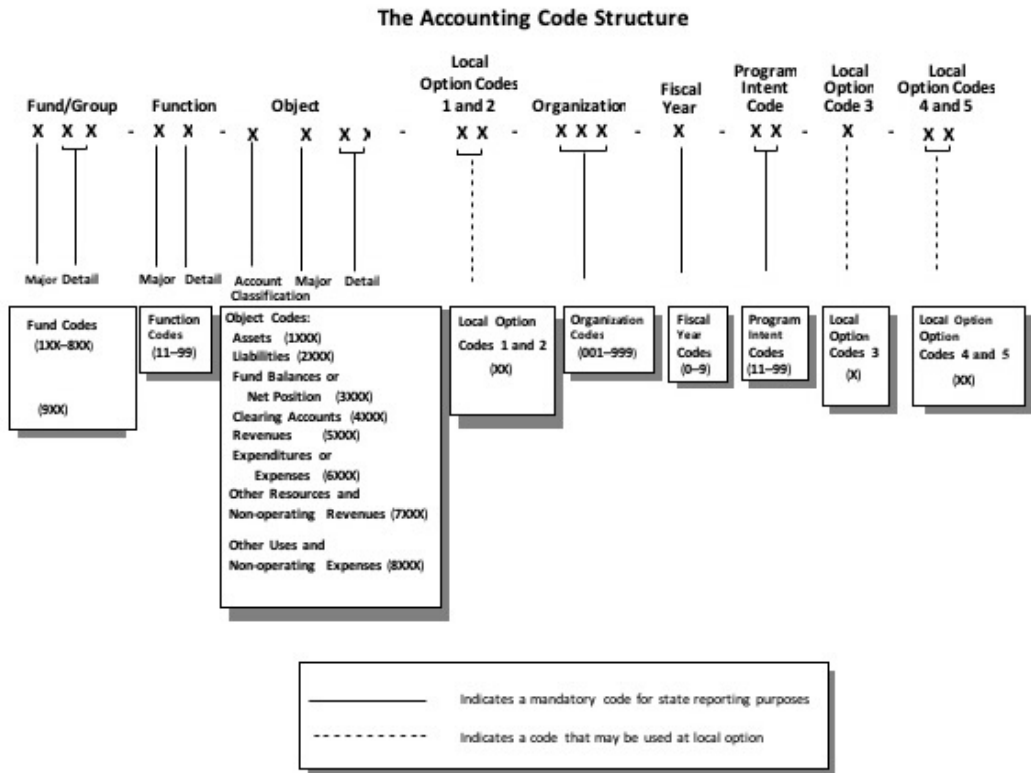 The Accounting Code Structure
Fund/Group
Function
Object
Local
Option Codes
1 and 2
Organization
Fiscal
Year
Program
Intent
Code
Local
Option
Code 3
Local
Option Codes
4 and 5
X X X - X X - X X X X - X X - X X X - X - X X - X - X X
Major Detail
Major Detail
Account
Classification
Major
Detail
Fund Codes
(1XX–8XX)
(9XX)
Function
Codes
(11–99)
Object Codes:
Assets (1XXX)
Liabilities (2XXX)
Fund Balances or
Net Position (3XXX)
Clearing Accounts (4XXX)
Revenues (5XXX)
Expenditures or
Expenses (6XXX)
Other Resources and
Non-operating Revenues (7XXX)
Other Uses and
Non-operating Expenses (8XXX)
Local Option
Codes 1 and 2
(XX)
Organization
Codes
(001–999)
Fiscal
Year
Codes
(0–9)
Program
Intent
Codes
(11–99)
Local
Option
Codes 3
(X)
Local Option
Option
Codes 4 and 5
(XX)
Indicates a mandatory code for state reporting purposes
Indicates a code that may be used at local option